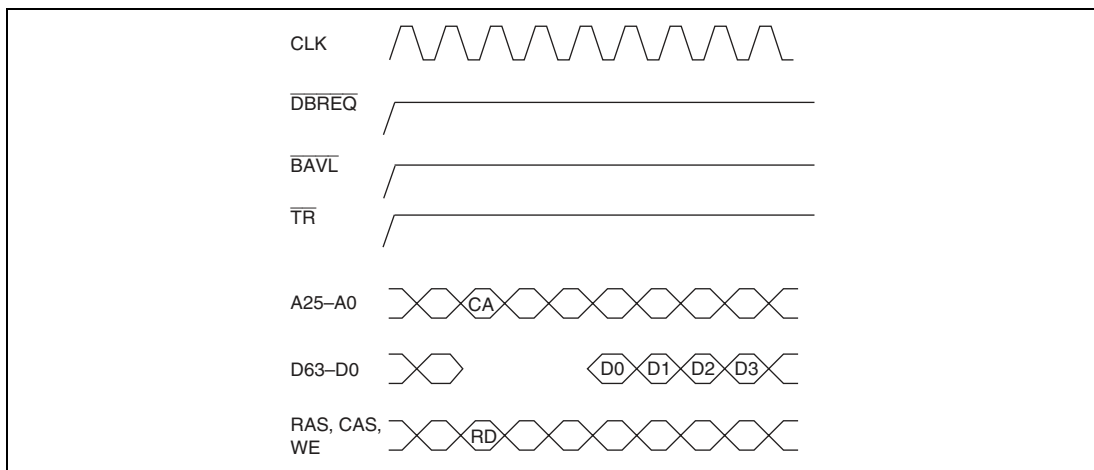 CLK
DBREQ
BAVL
TR
A25–A0 CA
D63–D0 D0 D1 D2 D3
RAS, CAS,
WE RD